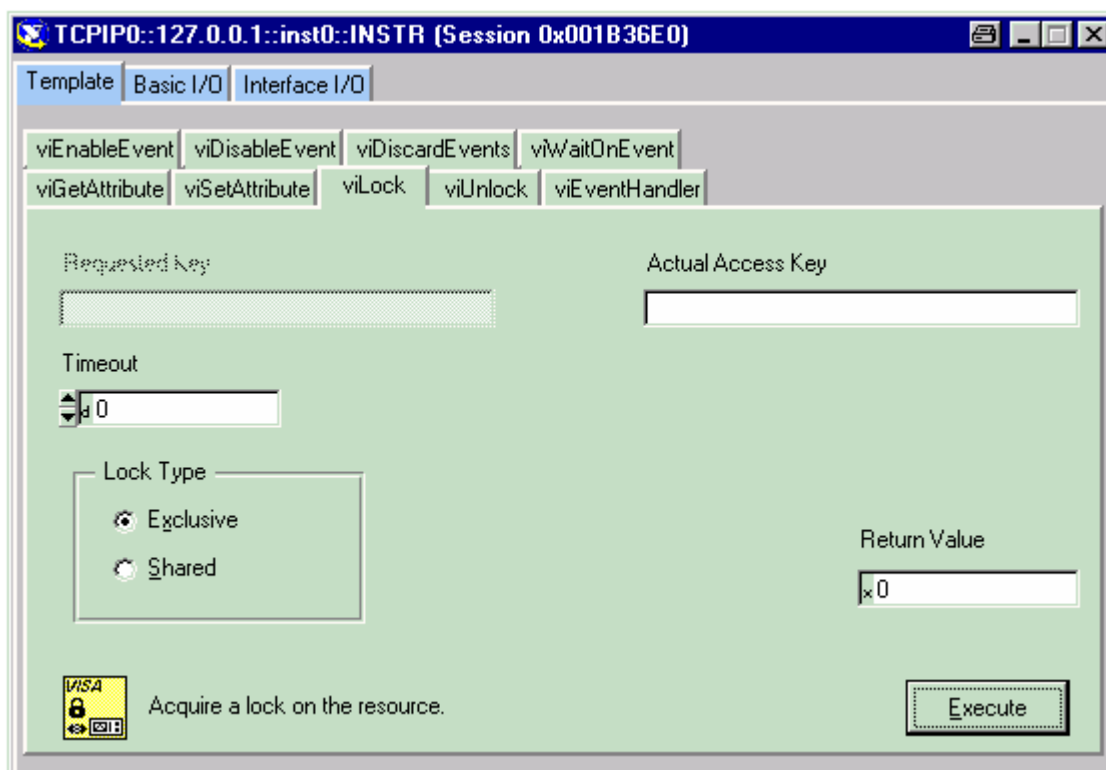 TCPIP0::127.0.0.1::inst0::INSTR (Session 0x001B36E0)
Template Basic I/O Interface I/O
viEnableEvent viDisableEvent viDiscardEvents viWaitOnEvent
viGetAttribute viSetAttribute viLock viUnlock viEventHandler
Requested Key Actual Access Key
Timeout
d 0
Lock Type
Exclusive
Shared
Return Value
x 0
VISA
Acquire a lock on the resource.
Execute